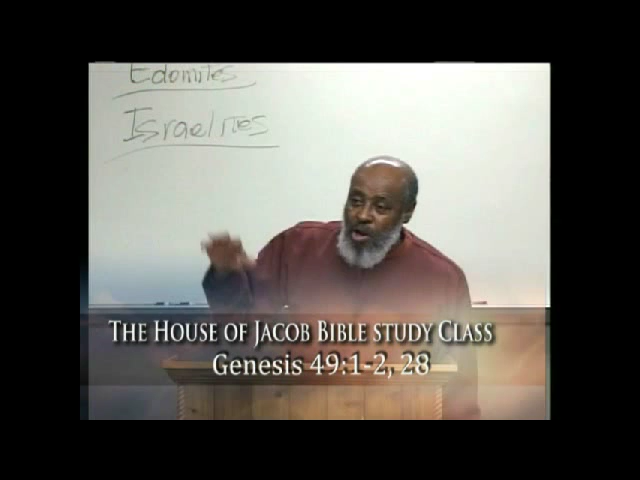 Edomites
Israelites
THE HOUSE OF JACOB BIBLE STUDY CLASS
Genesis 49:1-2, 28